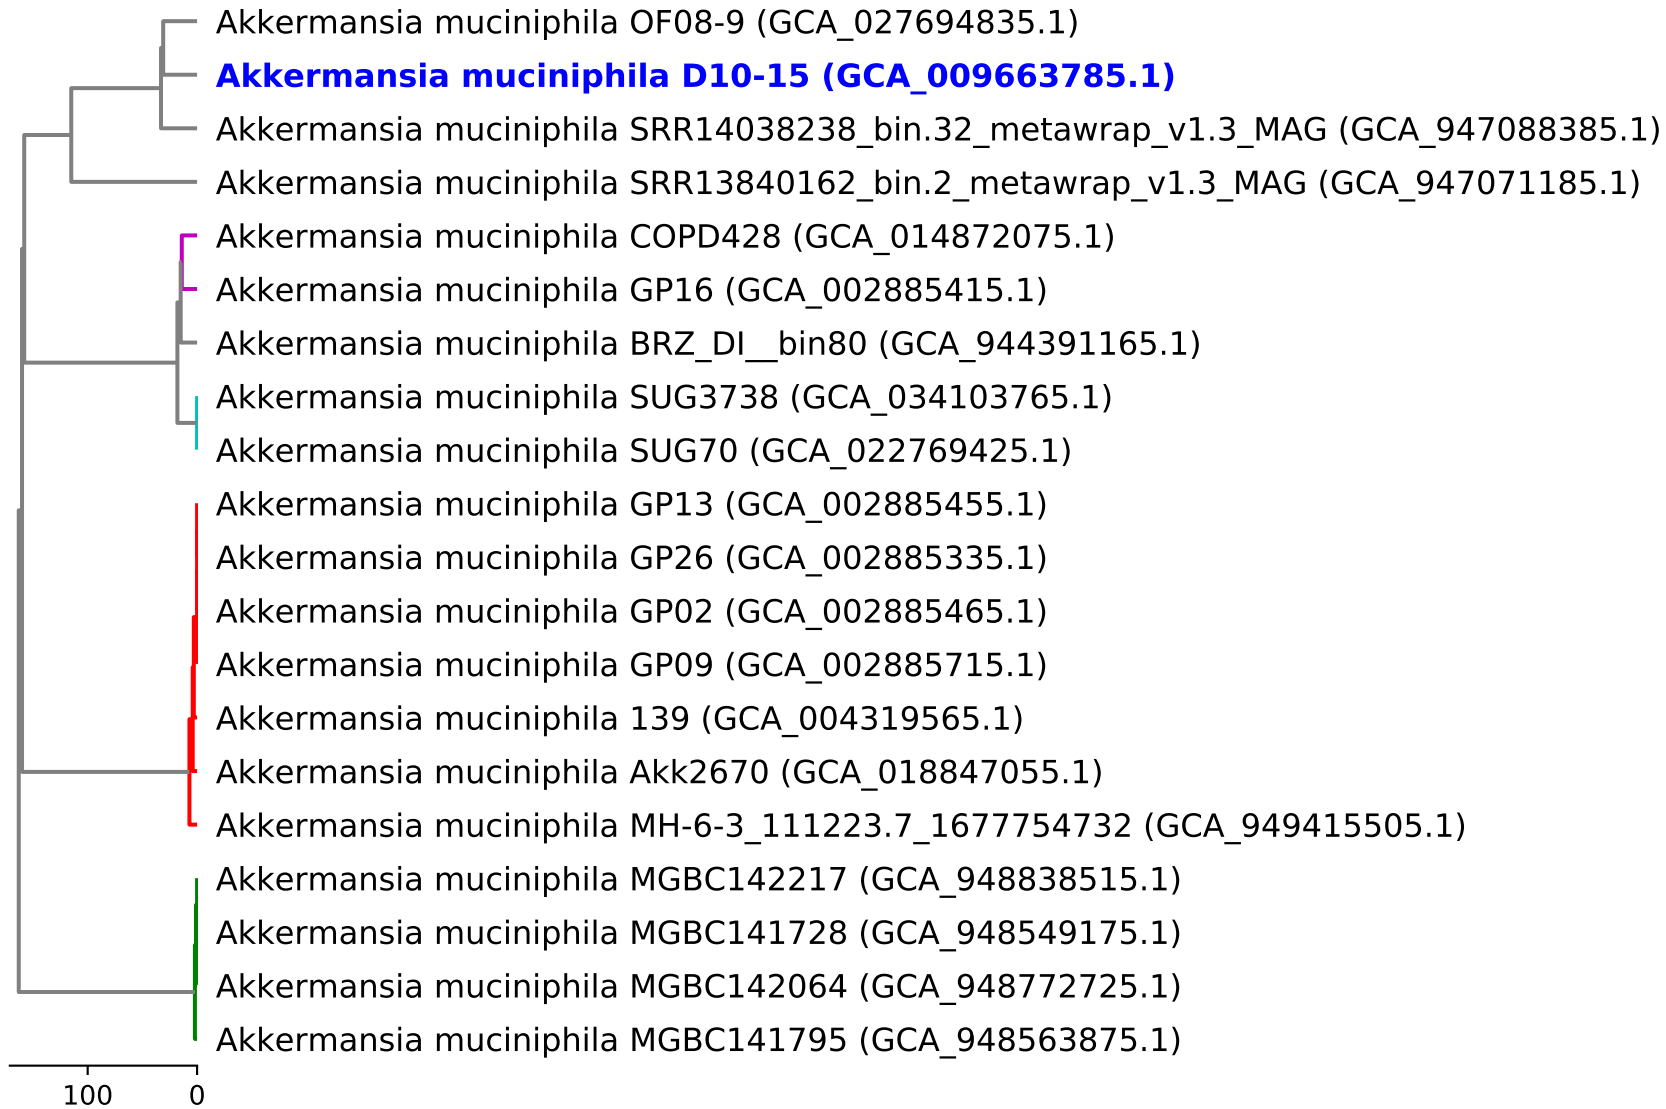 Akkermansia muciniphila OF08-9 (GCA_027694835.1)
Akkermansia muciniphila D10-15 (GCA_009663785.1)
Akkermansia muciniphila SRR14038238_bin.32_metawrap_v1.3_MAG (GCA_947088385.1)
Akkermansia muciniphila SRR13840162_bin.2_metawrap_v1.3_MAG (GCA_947071185.1)
Akkermansia muciniphila COPD428 (GCA_014872075.1)
Akkermansia muciniphila GP16 (GCA_002885415.1)
Akkermansia muciniphila BRZ_DI__bin80 (GCA_944391165.1)
Akkermansia muciniphila SUG3738 (GCA_034103765.1)
Akkermansia muciniphila SUG70 (GCA_022769425.1)
Akkermansia muciniphila GP13 (GCA_002885455.1)
Akkermansia muciniphila GP26 (GCA_002885335.1)
Akkermansia muciniphila GP02 (GCA_002885465.1)
Akkermansia muciniphila GP09 (GCA_002885715.1)
Akkermansia muciniphila 139 (GCA_004319565.1)
Akkermansia muciniphila Akk2670 (GCA_018847055.1)
Akkermansia muciniphila MH-6-3_111223.7_1677754732 (GCA_949415505.1)
Akkermansia muciniphila MGBC142217 (GCA_948838515.1)
Akkermansia muciniphila MGBC141728 (GCA_948549175.1)
Akkermansia muciniphila MGBC142064 (GCA_948772725.1)
Akkermansia muciniphila MGBC141795 (GCA_948563875.1)
100 0